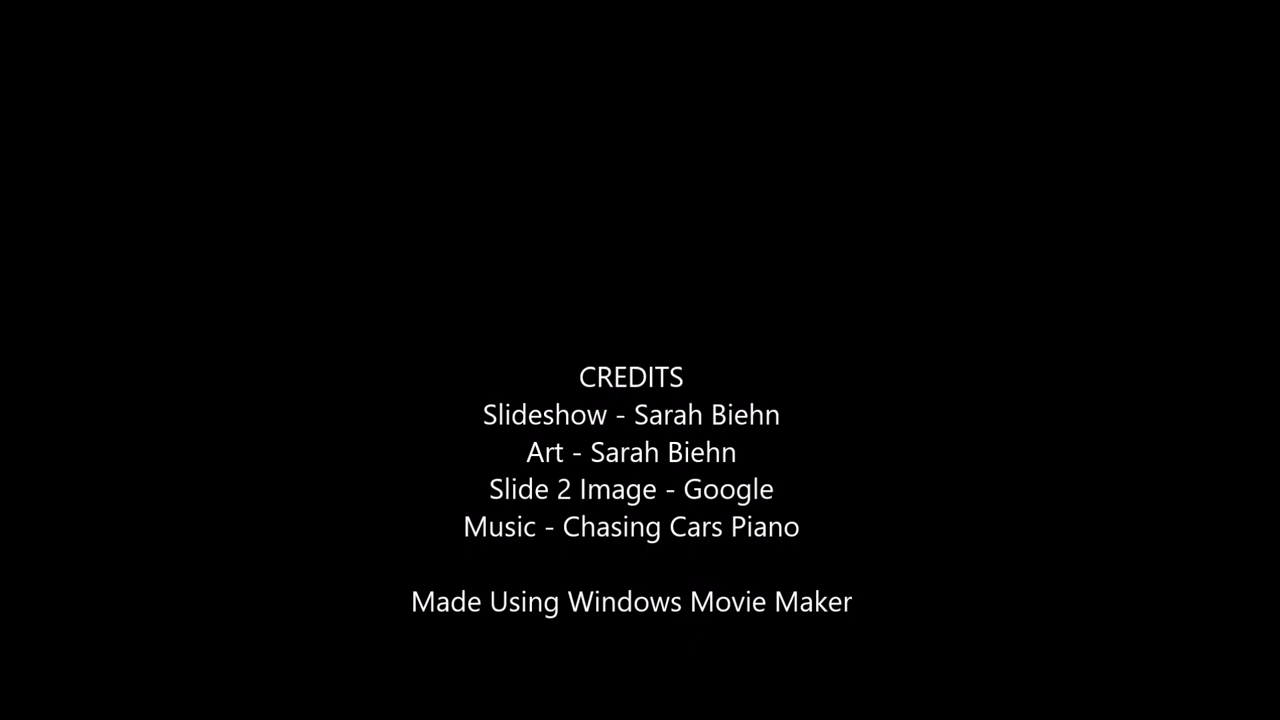 CREDITS
Slideshow - Sarah Biehn
Art - Sarah Biehn
Slide 2 Image - Google
Music - Chasing Cars Piano
Made Using Windows Movie Maker